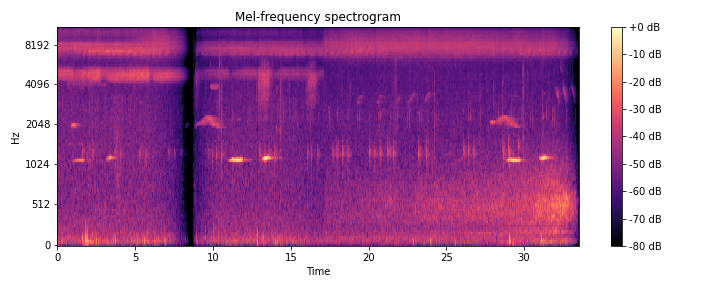 Mel-frequency spectrogram
Hz
8192
4096
2048
1024
512
0
0 5 10 15 20 25 30
Time
+0 dB
-10 dB
-20 dB
-30 dB
-40 dB
-50 dB
-60 dB
-70 dB
-80 dB